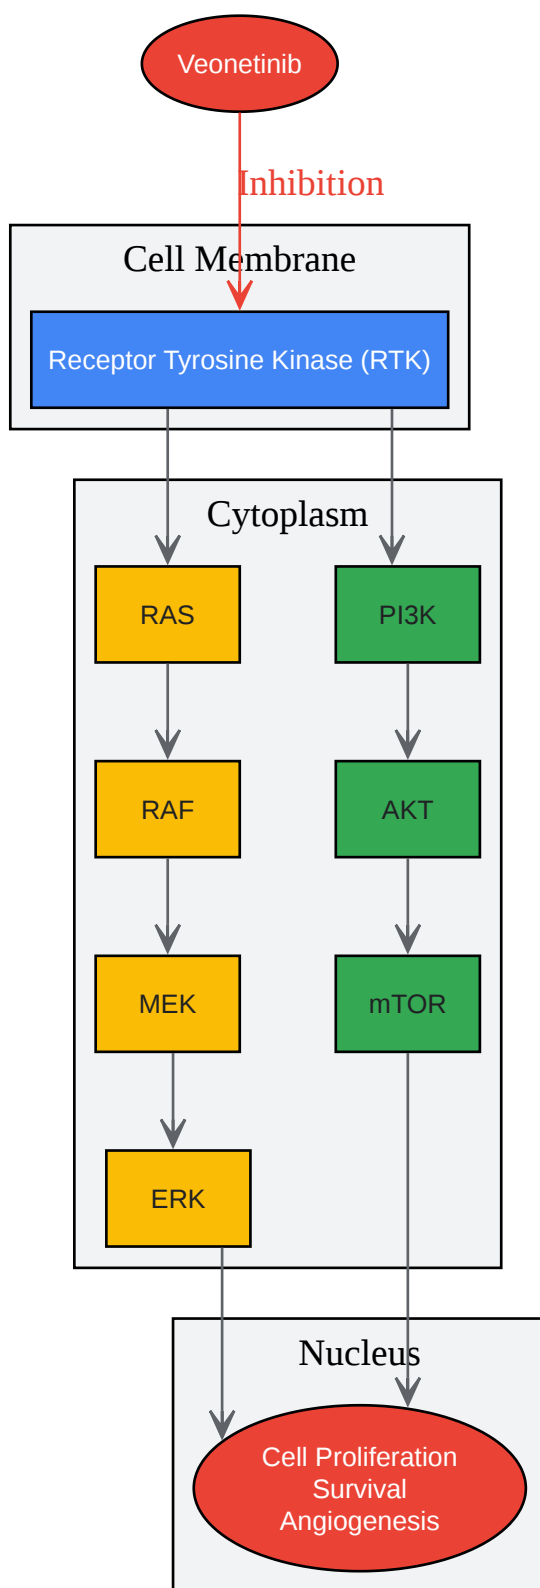 Veonetinib
Inhibition
Cell Membrane
Receptor Tyrosine Kinase (RTK)
Cytoplasm
RAS
PI3K
RAF
AKT
MEK
mTOR
ERK
Nucleus
Cell Proliferation
Survival
Angiogenesis